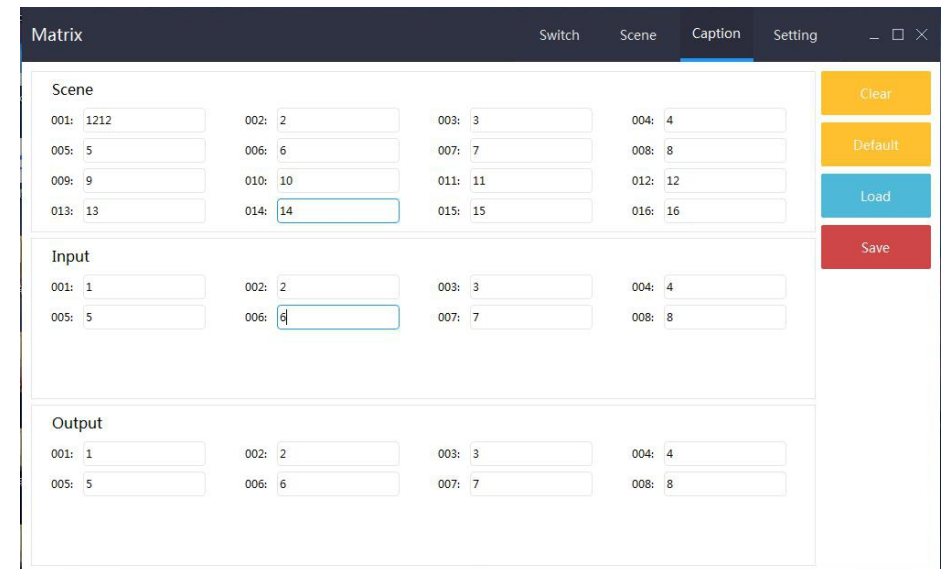 Matrix Switch Scene Caption Setting
Scene Clear
001: 1212 002: 2 003: 3 004: 4
005: 5 006: 6 007: 7 008: 8 Default
009: 9 010: 10 011: 11 012: 12
013: 13 014: 14 015: 15 016: 16 Load
Input Save
001: 1 002: 2 003: 3 004: 4
005: 5 006: 6 007: 7 008: 8
Output
001: 1 002: 2 003: 3 004: 4
005: 5 006: 6 007: 7 008: 8